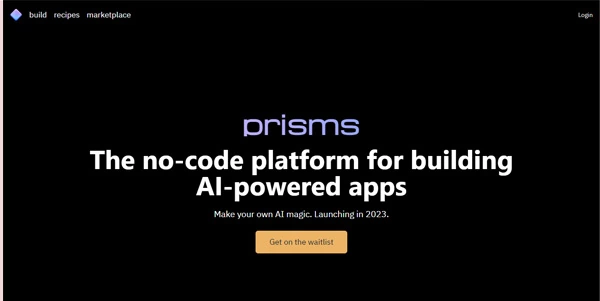 build recipes marketplace Login
prisms
The no-code platform for building
AI-powered apps
Make your own AI magic. Launching in 2023.
Get on the waitlist